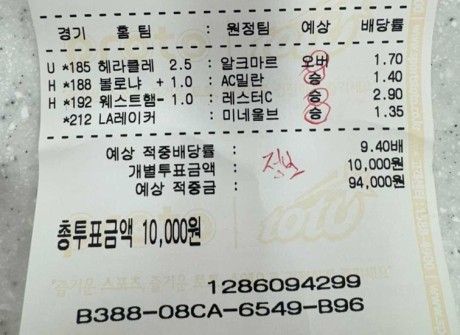 경기 홈 팀 : 원정팀 예상 배당률
U *185 헤라클레 2.5 : 알크마르 오버 1.70
H *188 볼로냐 + 1.0 : AC밀란 승 1.40
H *192 웨스트햄- 1.0 : 레스터C 승 2.90
*212 LA레이커 : 미네울브 승 1.35
예상 적중배당률 : 9.40배
개별투표금액 : 10,000원
예상 적중금 : 94,000원
총투표금액 10,000원
1286094299
B388-08CA-6549-B96